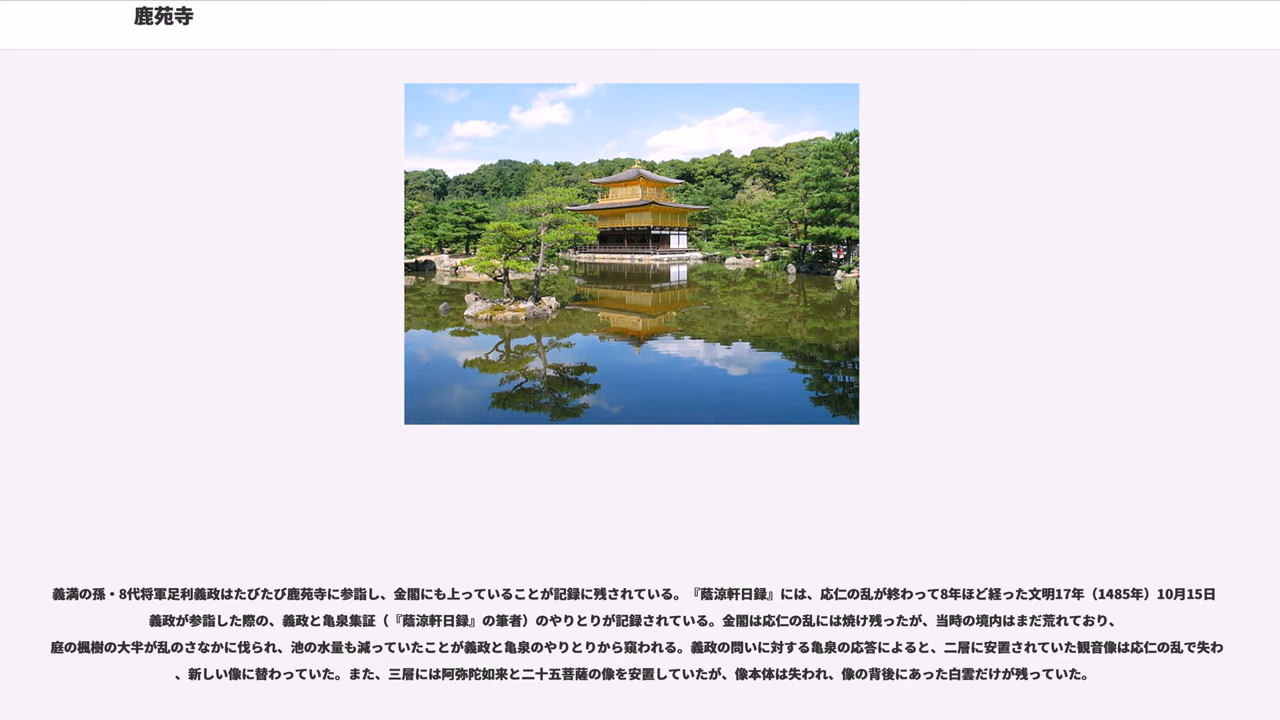 鹿苑寺
義満の孫・8代将軍足利義政はたびたび鹿苑寺に参詣し、金閣にも上っていることが記録に残されている。『蔭涼軒日録』には、応仁の乱が終わって8年ほど経った文明17年（1485年）10月15日
義政が参詣した際の、義政と亀泉集証（『蔭涼軒日録』の筆者）のやりとりが記録されている。金閣は応仁の乱には焼け残ったが、当時の境内はまだ荒れており、
庭の楓樹の大半が乱のさなかに伐られ、池の水量も減っていたことが義政と亀泉のやりとりから窺われる。義政の問いに対する亀泉の応答によると、二層に安置されていた観音像は応仁の乱で失わ
、新しい像に替わっていた。また、三層には阿弥陀如来と二十五菩薩の像を安置していたが、像本体は失われ、像の背後にあった白雲だけが残っていた。